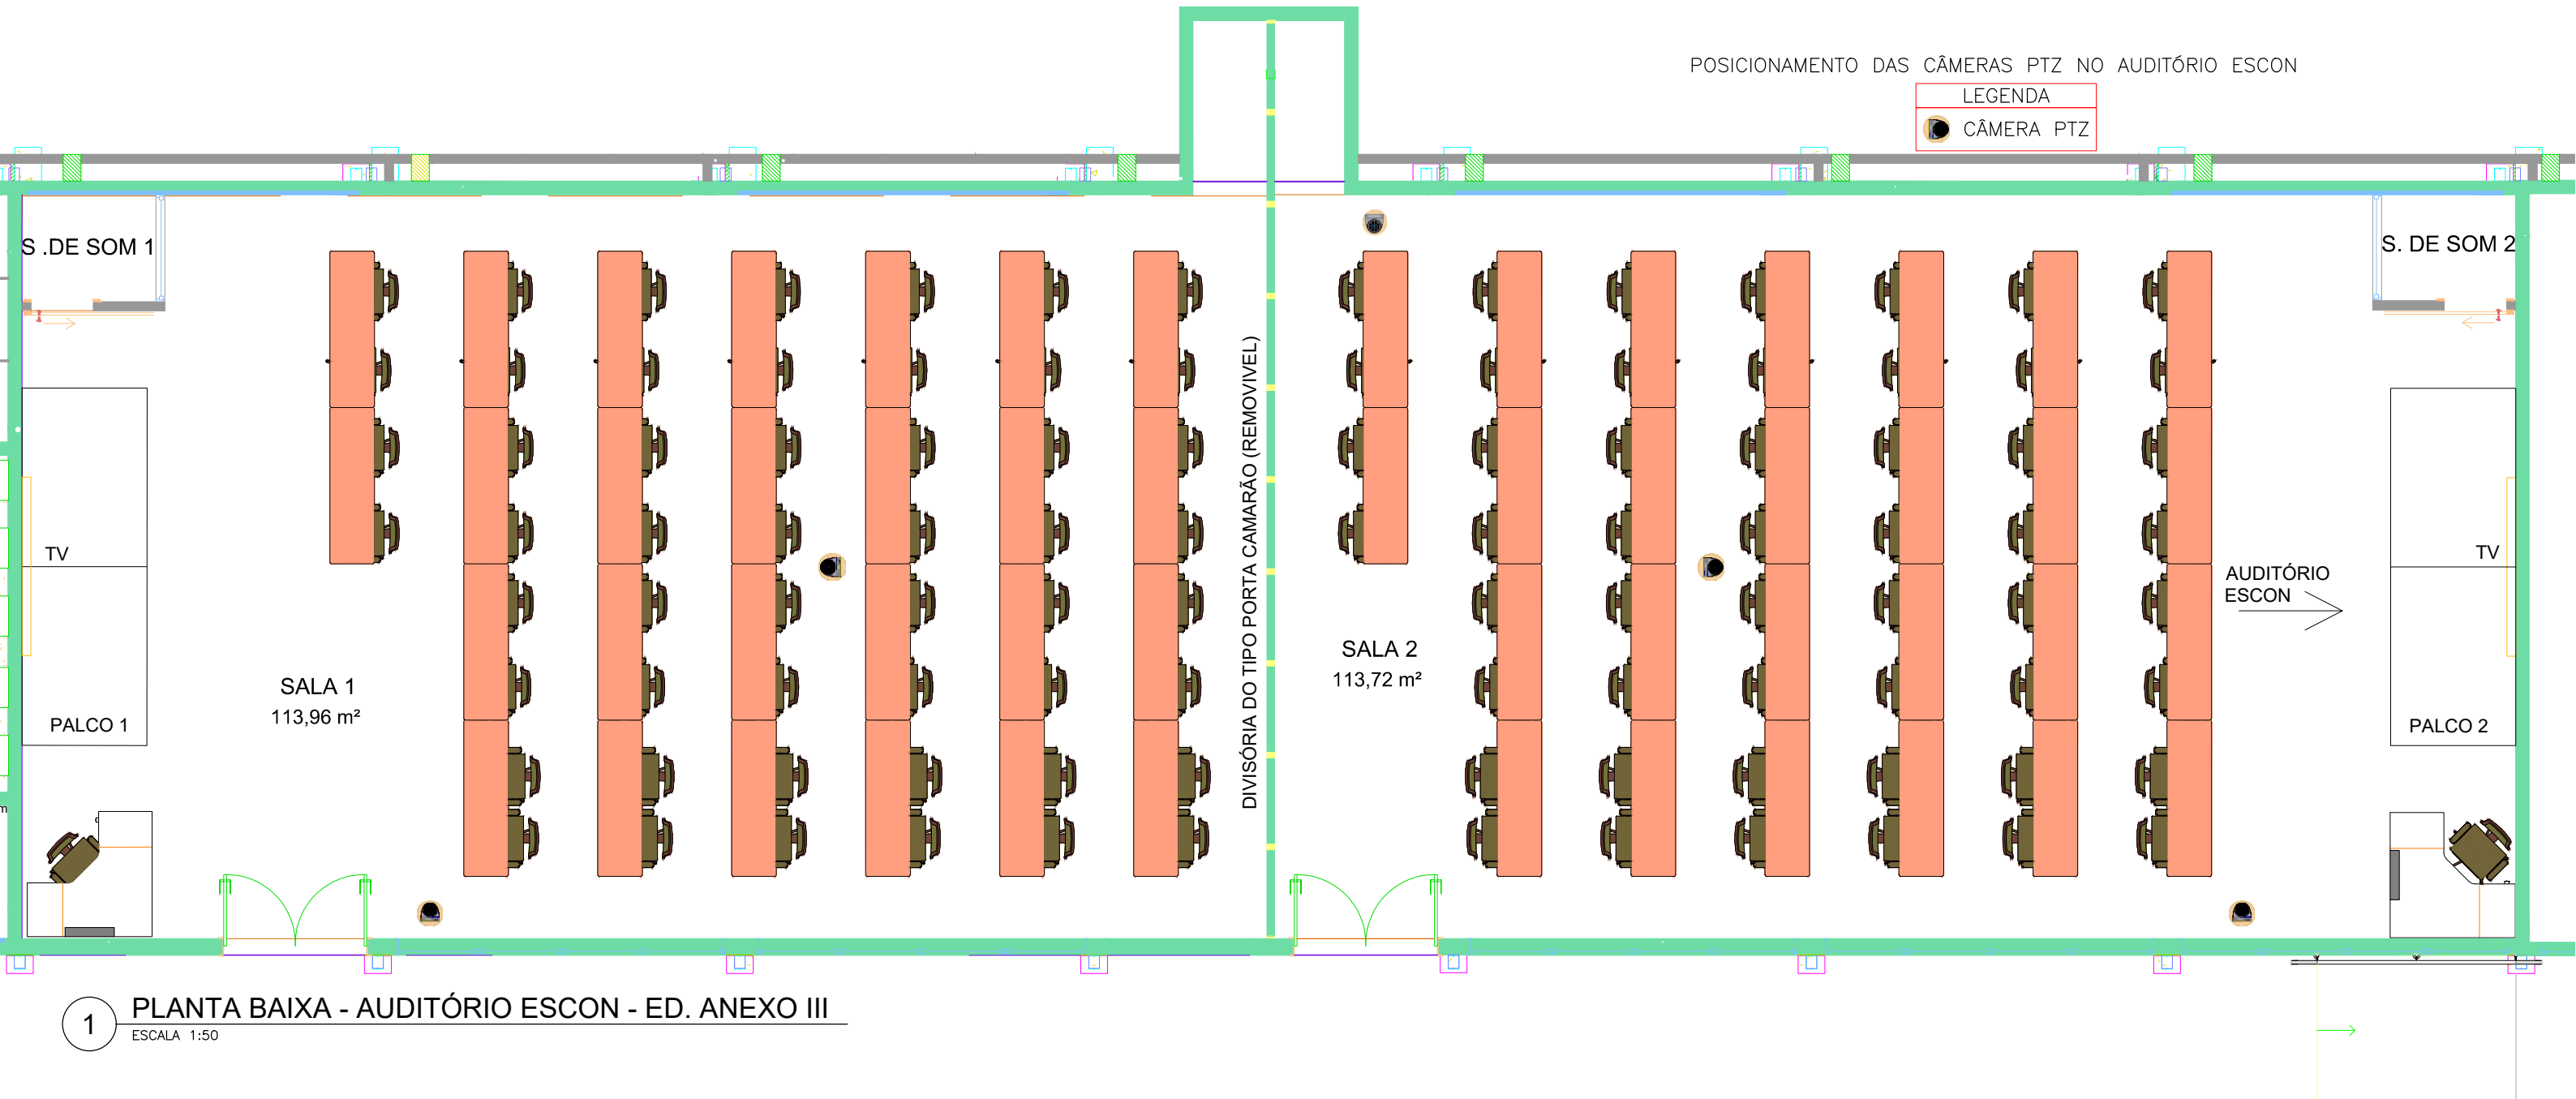 POSICIONAMENTO DAS CÂMERAS PTZ NO AUDITÓRIO ESCON
LEGENDA
CÂMERA PTZ
S .DE SOM 1
S. DE SOM 2
DIVISÓRIA DO TIPO PORTA CAMARÃO (REMOVIVEL)
TV
TV
AUDITÓRIO
ESCON
SALA 2
113,72 m²
SALA 1
113,96 m²
PALCO 1
PALCO 2
m
1
PLANTA BAIXA - AUDITÓRIO ESCON - ED. ANEXO III
ESCALA 1:50